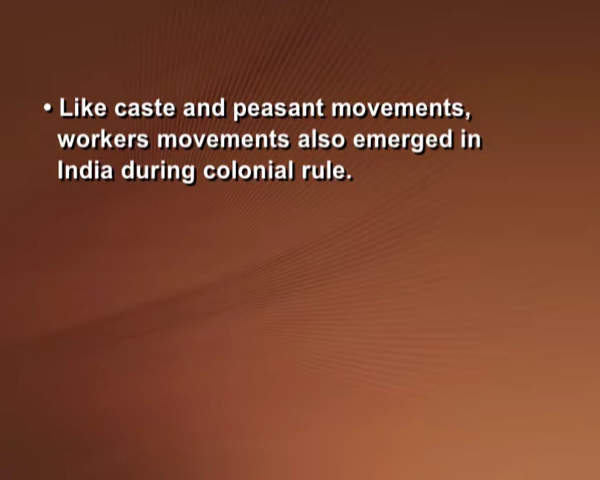 • Like caste and peasant movements,
workers movements also emerged in
India during colonial rule.